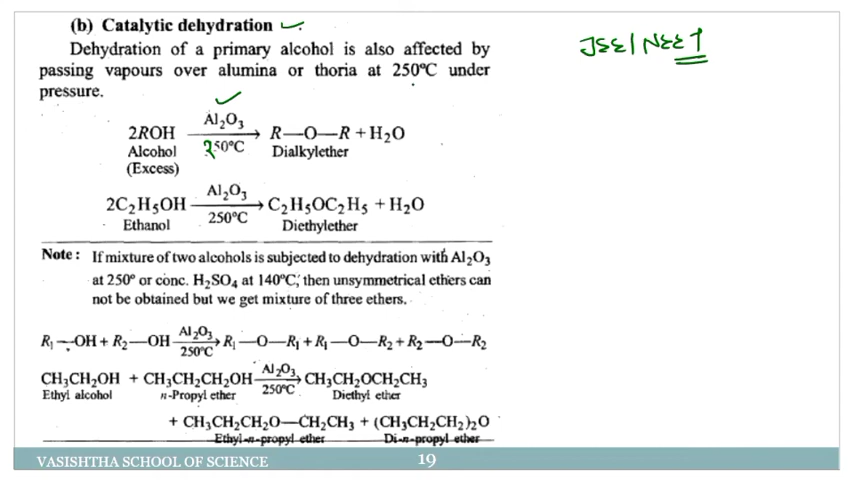 (b) Catalytic dehydration
JEE/NEET
Dehydration of a primary alcohol is also affected by
passing vapours over alumina or thoria at 250°C under
pressure.
2ROH Al₂O₃ 250°C → R—O—R + H₂O
Alcohol Dialkylether
(Excess)
2C₂H₅OH Al₂O₃ 250°C → C₂H₅OC₂H₅ + H₂O
Ethanol Diethylether
Note : If mixture of two alcohols is subjected to dehydration with Al₂O₃
at 250° or conc. H₂SO₄ at 140°C, then unsymmetrical ethers can
not be obtained but we get mixture of three ethers.
R₁—OH + R₂—OH Al₂O₃ 250°C → R₁—O—R₁ + R₁—O—R₂ + R₂—O—R₂
CH₃CH₂OH + CH₃CH₂CH₂OH Al₂O₃ 250°C → CH₃CH₂OCH₂CH₃
Ethyl alcohol n-Propyl ether Diethyl ether
+ CH₃CH₂CH₂O—CH₂CH₃ + (CH₃CH₂CH₂)₂O
Ethyl-n-propyl ether Di-n-propyl ether
VASISHTHA SCHOOL OF SCIENCE 19